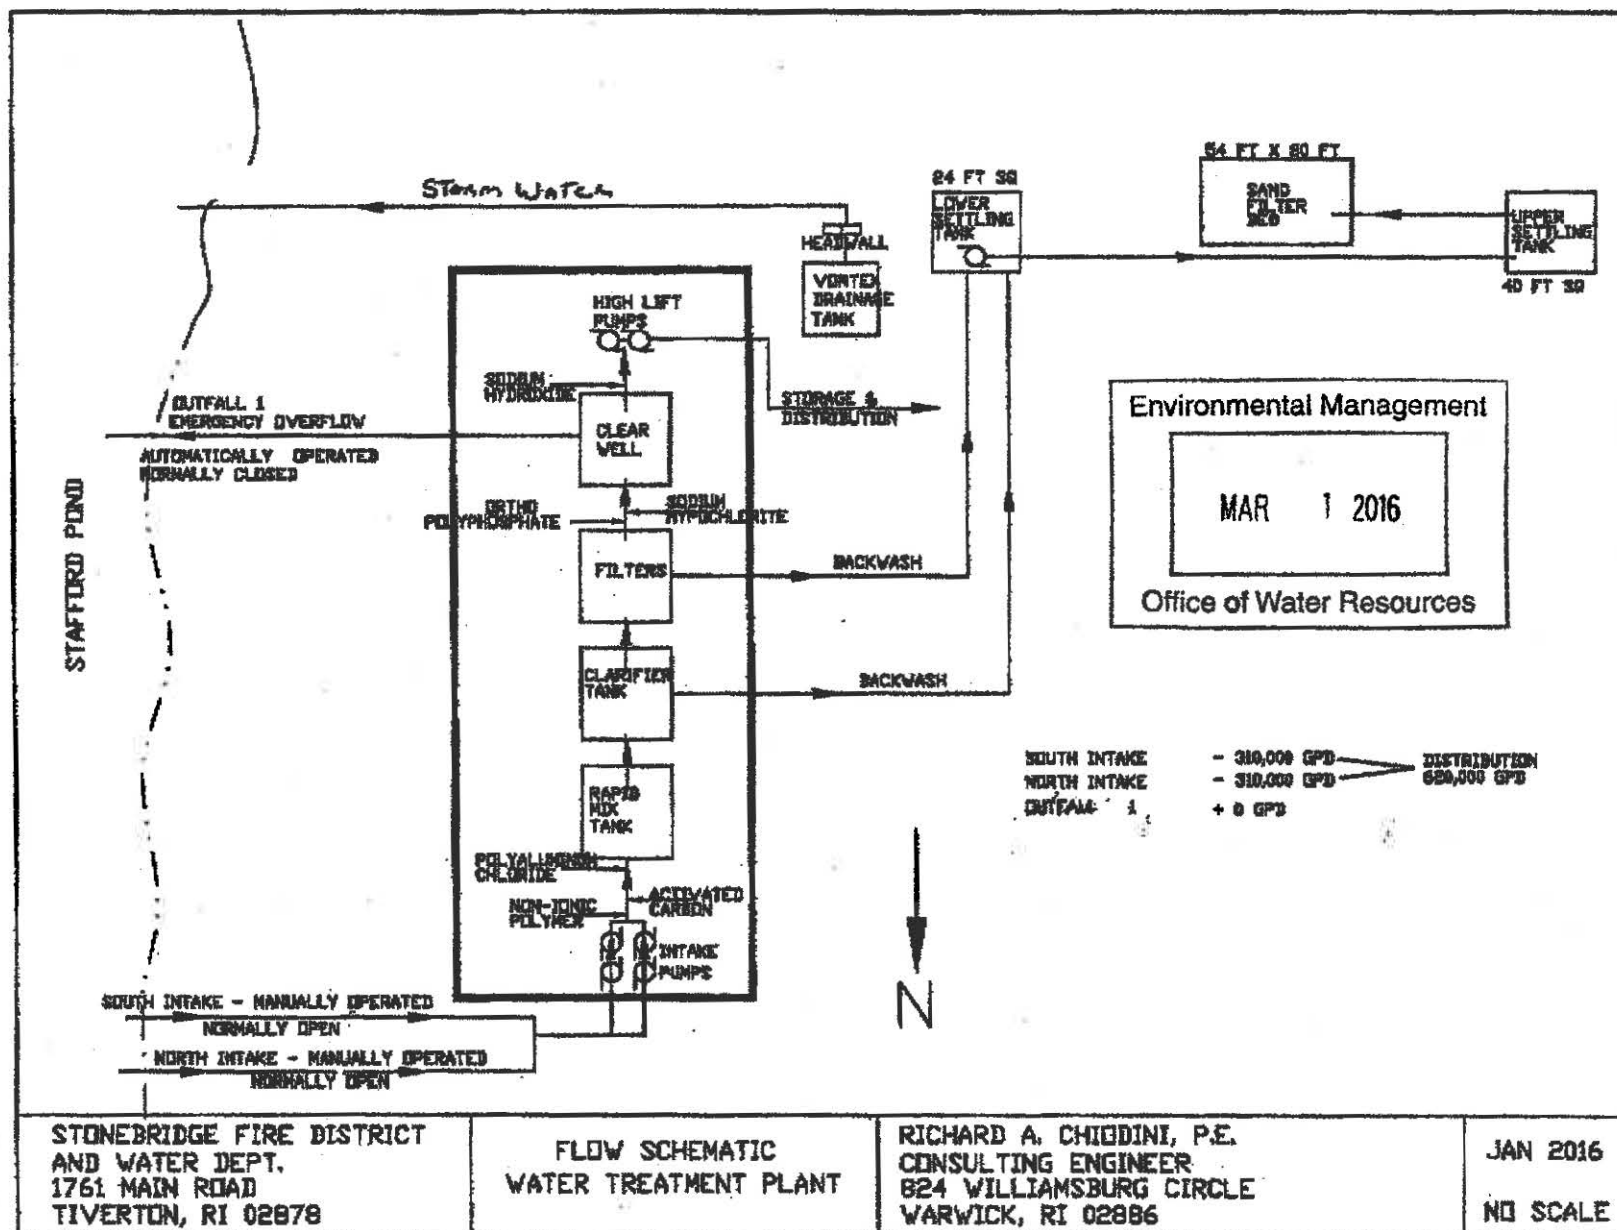 54 FT X 80 FT
24 FT SQ
STORM WATER
LOWER
SETTLING
TANK
SAND
FILTER
BED
UPPER
SETTLING
TANK
40 FT SQ
HEADWALL
VORTEX
DRAINAGE
TANK
HIGH LIFT
PUMPS
SODIUM
HYDROXIDE
STORAGE &
DISTRIBUTION
OUTFALL 1
EMERGENCY OVERFLOW
AUTOMATICALLY OPERATED
NORMALLY CLOSED
CLEAR
WELL
STAFFORD POND
ORTHO
POLYPHOSPHATE
SODIUM
HYPOCHLORITE
FILTERS
BACKWASH
CLARIFIER
TANK
BACKWASH
Environmental Management
MAR 1 2016
Office of Water Resources
RAPID
MIX
TANK
SOUTH INTAKE - 310,000 GPD
NORTH INTAKE - 310,000 GPD
OUTFALL 1 + 0 GPD
DISTRIBUTION
620,000 GPD
POLYALUMINUM
CHLORIDE
NON-IONIC
POLYMER
ACTIVATED
CARBON
INTAKE
PUMPS
N
SOUTH INTAKE - MANUALLY OPERATED
NORMALLY OPEN
NORTH INTAKE - MANUALLY OPERATED
NORMALLY OPEN
STONEBRIDGE FIRE DISTRICT
AND WATER DEPT.
1761 MAIN ROAD
TIVERTON, RI 02878
FLOW SCHEMATIC
WATER TREATMENT PLANT
RICHARD A. CHIODINI, P.E.
CONSULTING ENGINEER
824 WILLIAMSBURG CIRCLE
WARWICK, RI 02886
JAN 2016
NO SCALE